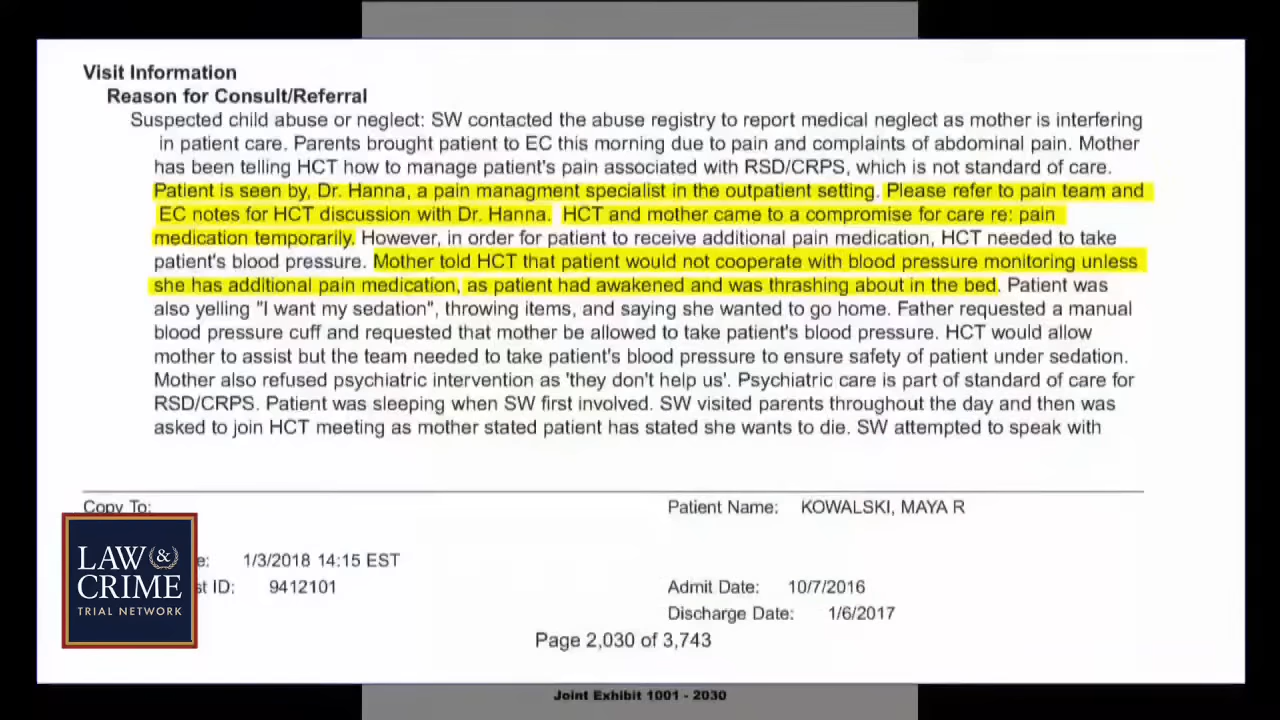 Visit Information
Reason for Consult/Referral
Suspected child abuse or neglect: SW contacted the abuse registry to report medical neglect as mother is interfering
in patient care. Parents brought patient to EC this morning due to pain and complaints of abdominal pain. Mother
has been telling HCT how to manage patient's pain associated with RSD/CRPS, which is not standard of care.
Patient is seen by, Dr. Hanna, a pain managment specialist in the outpatient setting. Please refer to pain team and
EC notes for HCT discussion with Dr. Hanna. HCT and mother came to a compromise for care re: pain
medication temporarily. However, in order for patient to receive additional pain medication, HCT needed to take
patient's blood pressure. Mother told HCT that patient would not cooperate with blood pressure monitoring unless
she has additional pain medication, as patient had awakened and was thrashing about in the bed. Patient was
also yelling "I want my sedation", throwing items, and saying she wanted to go home. Father requested a manual
blood pressure cuff and requested that mother be allowed to take patient's blood pressure. HCT would allow
mother to assist but the team needed to take patient's blood pressure to ensure safety of patient under sedation.
Mother also refused psychiatric intervention as 'they don't help us'. Psychiatric care is part of standard of care for
RSD/CRPS. Patient was sleeping when SW first involved. SW visited parents throughout the day and then was
asked to join HCT meeting as mother stated patient has stated she wants to die. SW attempted to speak with
Copy To:
Patient Name: KOWALSKI, MAYA R
e: 1/3/2018 14:15 EST
st ID: 9412101
Admit Date: 10/7/2016
Discharge Date: 1/6/2017
Page 2,030 of 3,743
LAW &
CRIME
TRIAL NETWORK
Joint Exhibit 1001 - 2030